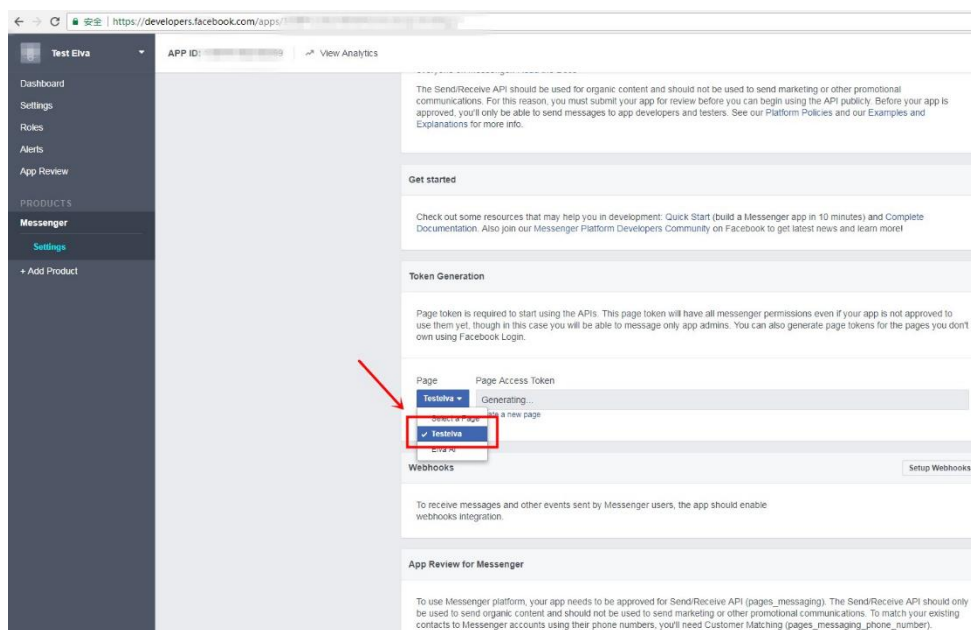 安全 https://developers.facebook.com/apps/
Test Elva
APP ID:
View Analytics
Dashboard
Settings
Roles
Alerts
App Review
PRODUCTS
Messenger
Settings
+ Add Product
The Send/Receive API should be used for organic content and should not be used to send marketing or other promotional
communications. For this reason, you must submit your app for review before you can begin using the API publicly. Before your app is
approved, you'll only be able to send messages to app developers and testers. See our Platform Policies and our Examples and
Explanations for more info.
Get started
Check out some resources that may help you in development: Quick Start (build a Messenger app in 10 minutes) and Complete
Documentation. Also join our Messenger Platform Developers Community on Facebook to get latest news and learn more!
Token Generation
Page token is required to start using the APIs. This page token will have all messenger permissions even if your app is not approved to
use them yet, though in this case you will be able to message only app admins. You can also generate page tokens for the pages you don't
own using Facebook Login.
Page Page Access Token
Testelva Generating...
Select a Page
a new page
Testelva
Elva AI
Webhooks
Setup Webhooks
To receive messages and other events sent by Messenger users, the app should enable
webhooks integration.
App Review for Messenger
To use Messenger platform, your app needs to be approved for Send/Receive API (pages_messaging). The Send/Receive API should only
be used to send organic content and should not be used to send marketing or other promotional communications. To match your existing
contacts to Messenger accounts using their phone numbers, you'll need Customer Matching (pages_messaging_phone_number).